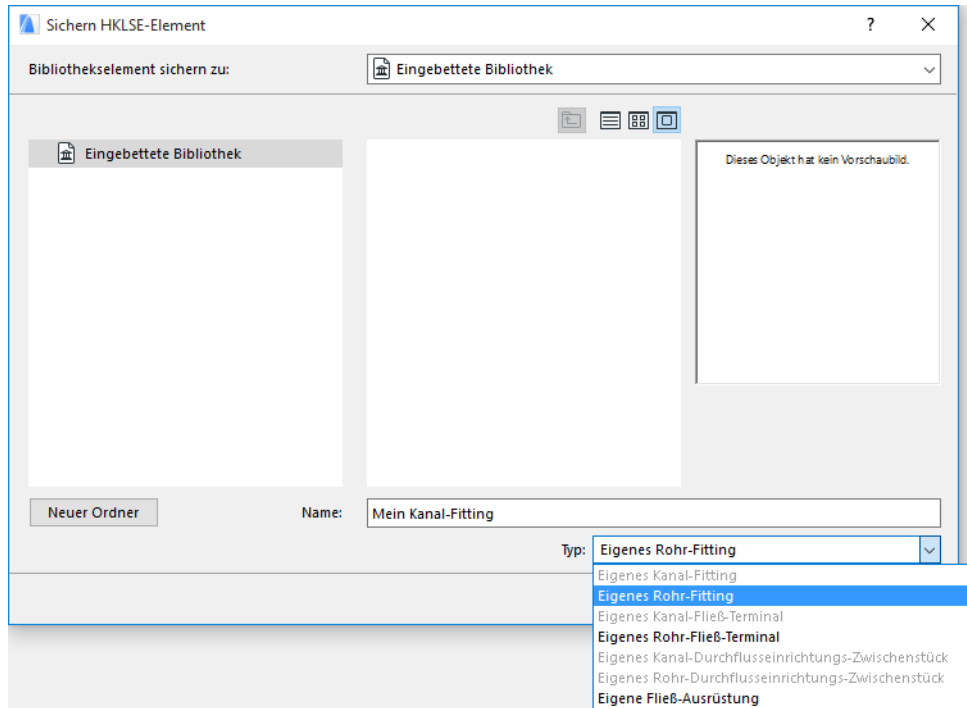 Sichern HKLSE-Element
?
Bibliothekselement sichern zu:
Eingebettete Bibliothek
Eingebettete Bibliothek
Dieses Objekt hat kein Vorschaubild.
Neuer Ordner
Name:
Mein Kanal-Fitting
Typ:
Eigenes Rohr-Fitting
Eigenes Kanal-Fitting
Eigenes Rohr-Fitting
Eigenes Kanal-Fließ-Terminal
Eigenes Rohr-Fließ-Terminal
Eigenes Kanal-Durchflusseinrichtungs-Zwischenstück
Eigenes Rohr-Durchflusseinrichtungs-Zwischenstück
Eigene Fließ-Ausrüstung